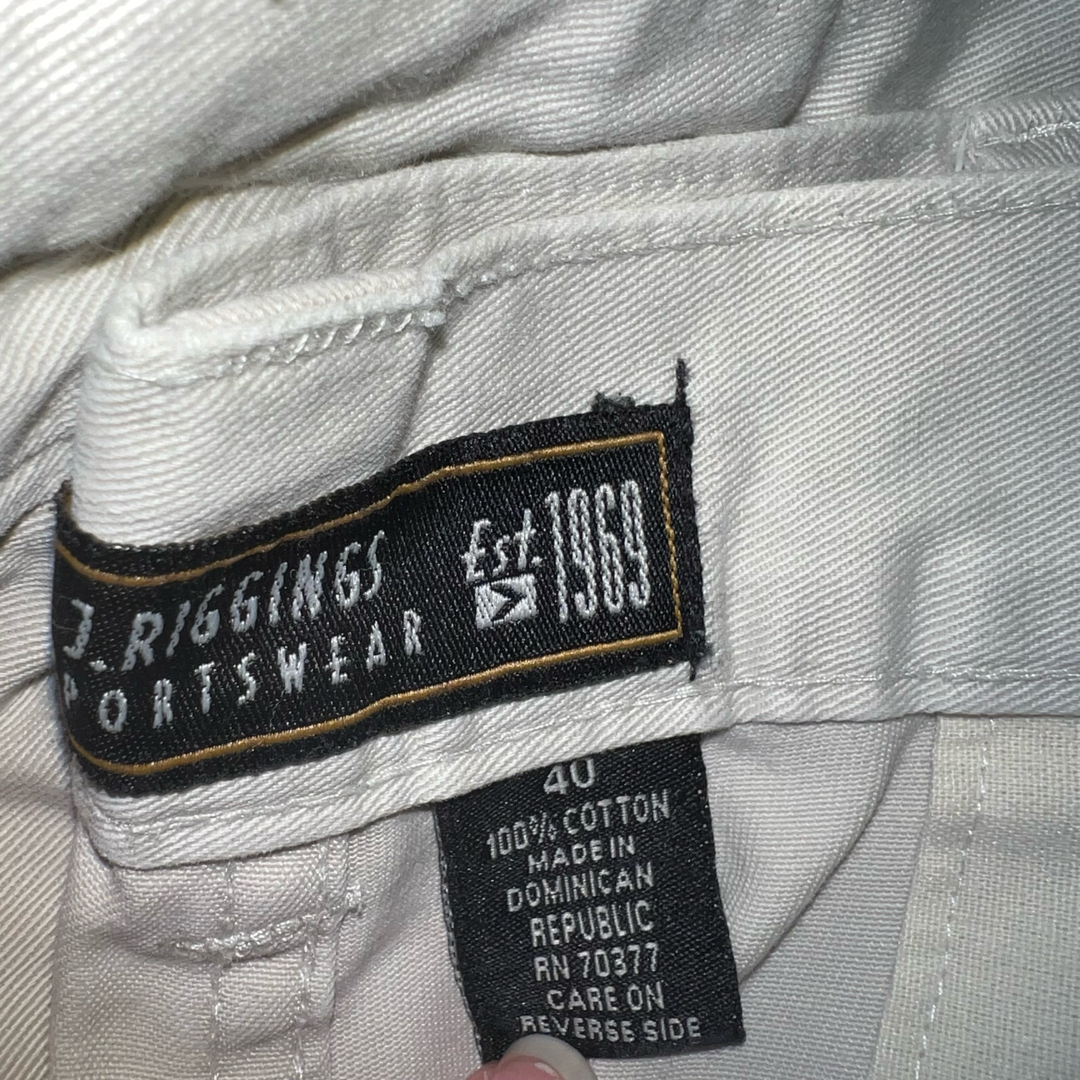 J. RIGGINGS
PORTSWEAR
Est. 1969
40
100% COTTON
MADE IN
DOMINICAN
REPUBLIC
RN 70377
CARE ON
REVERSE SIDE